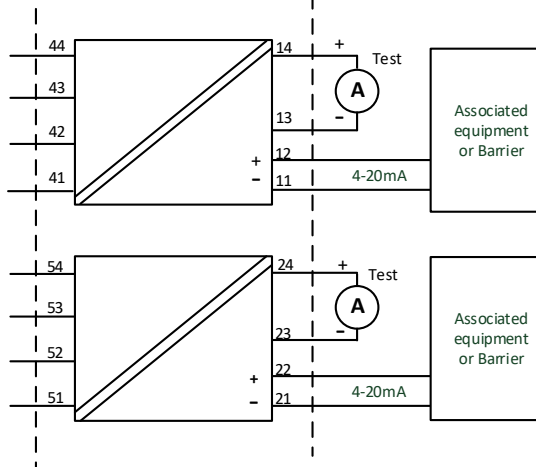 44
14
+
Test
43
A
13
-
42
12
+
41
-
11
4-20mA
Associated
equipment
or Barrier
54
24
+
Test
53
A
23
-
52
22
+
51
-
21
4-20mA
Associated
equipment
or Barrier